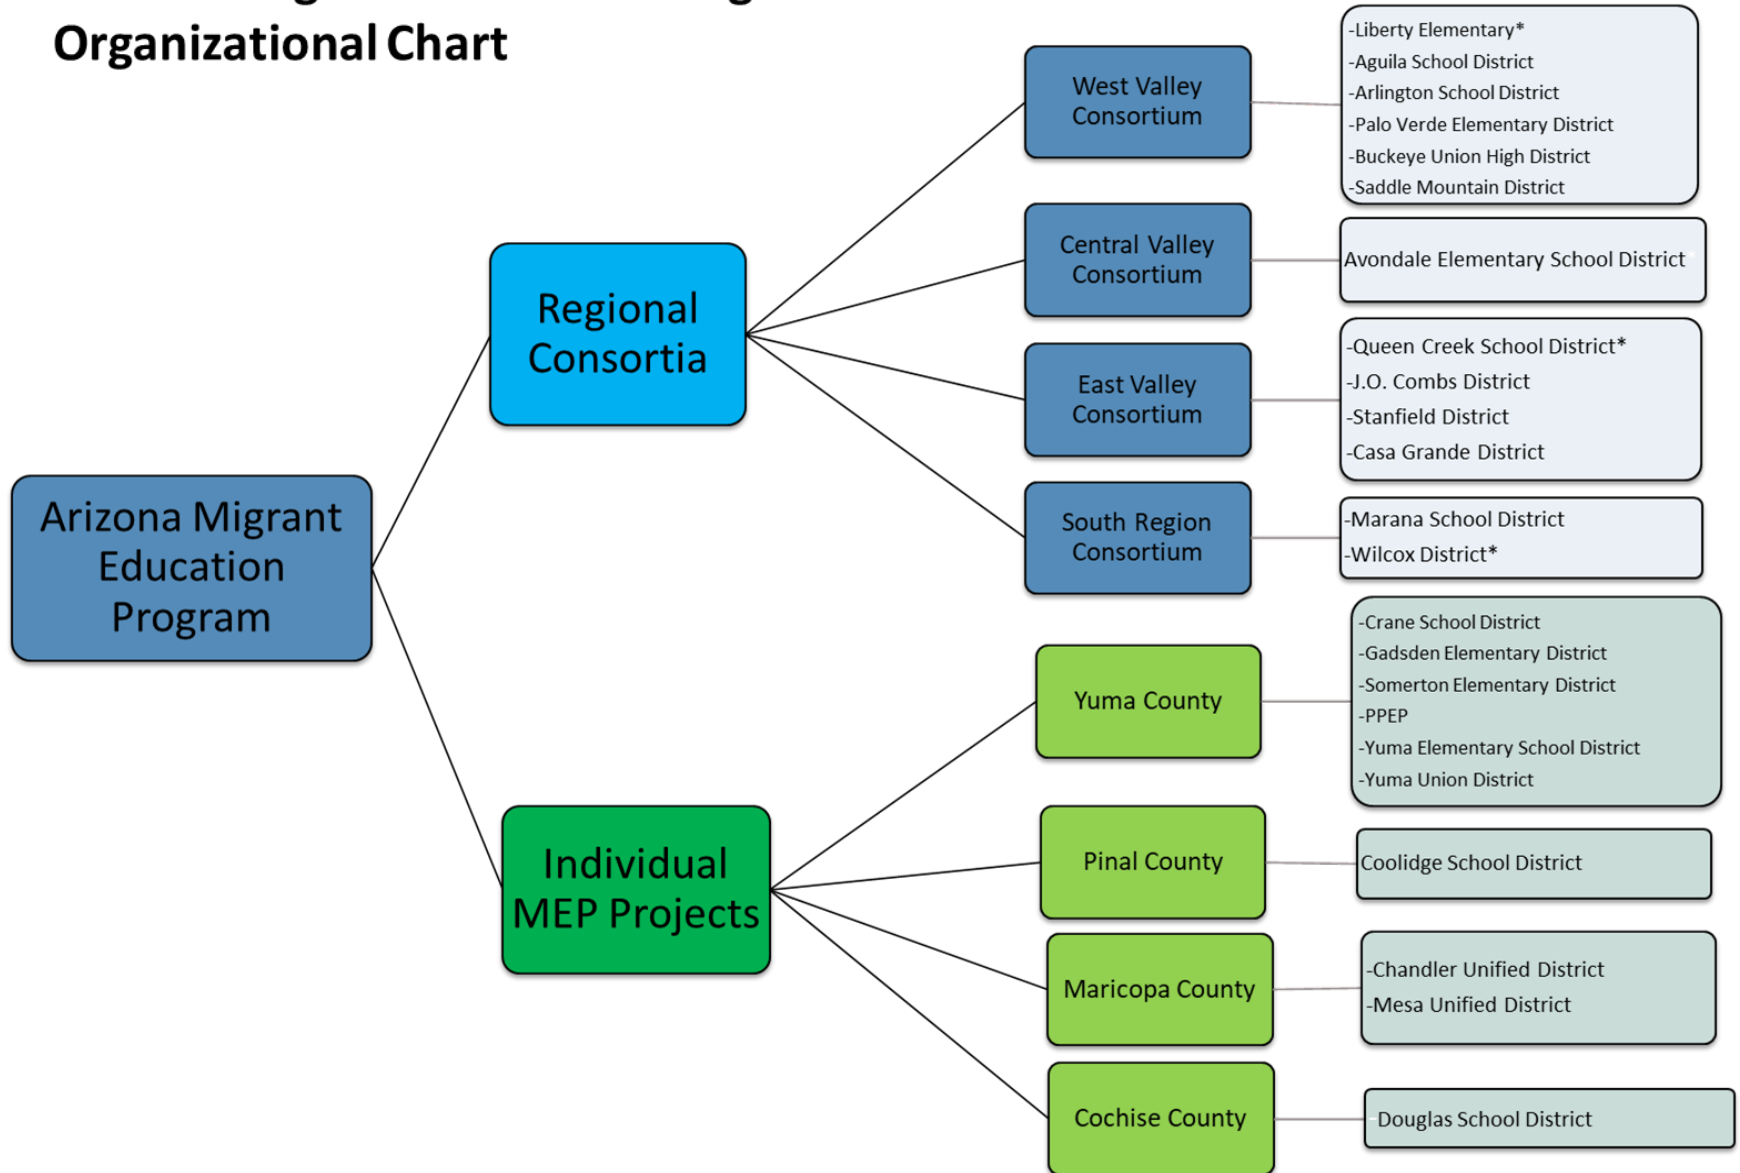 Organizational Chart
Arizona Migrant
Education
Program
Regional
Consortia
West Valley
Consortium
-Liberty Elementary*
-Aguila School District
-Arlington School District
-Palo Verde Elementary District
-Buckeye Union High District
-Saddle Mountain District
Central Valley
Consortium
Avondale Elementary School District
East Valley
Consortium
-Queen Creek School District*
-J.O. Combs District
-Stanfield District
-Casa Grande District
South Region
Consortium
-Marana School District
-Wilcox District*
Individual
MEP Projects
Yuma County
-Crane School District
-Gadsden Elementary District
-Somerton Elementary District
-PPEP
-Yuma Elementary School District
-Yuma Union District
Pinal County
Coolidge School District
Maricopa County
-Chandler Unified District
-Mesa Unified District
Cochise County
Douglas School District